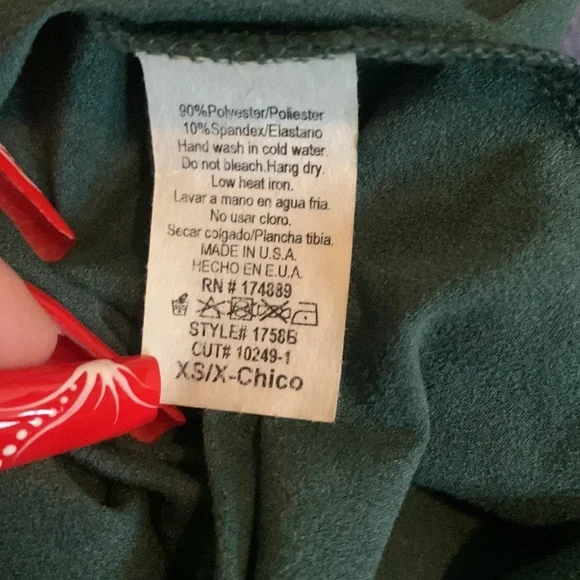 90%Polyester/Poliester
10%Spandex/Elastano
Hand wash in cold water.
Do not bleach.Hang dry.
Low heat iron.
Lavar a mano en agua fria.
No usar cloro.
Secar colgado/Plancha tibia.
MADE IN U.S.A.
HECHO EN E.U.A.
RN # 174889
STYLE# 1758B
CUT# 10249-1
XS/X-Chico